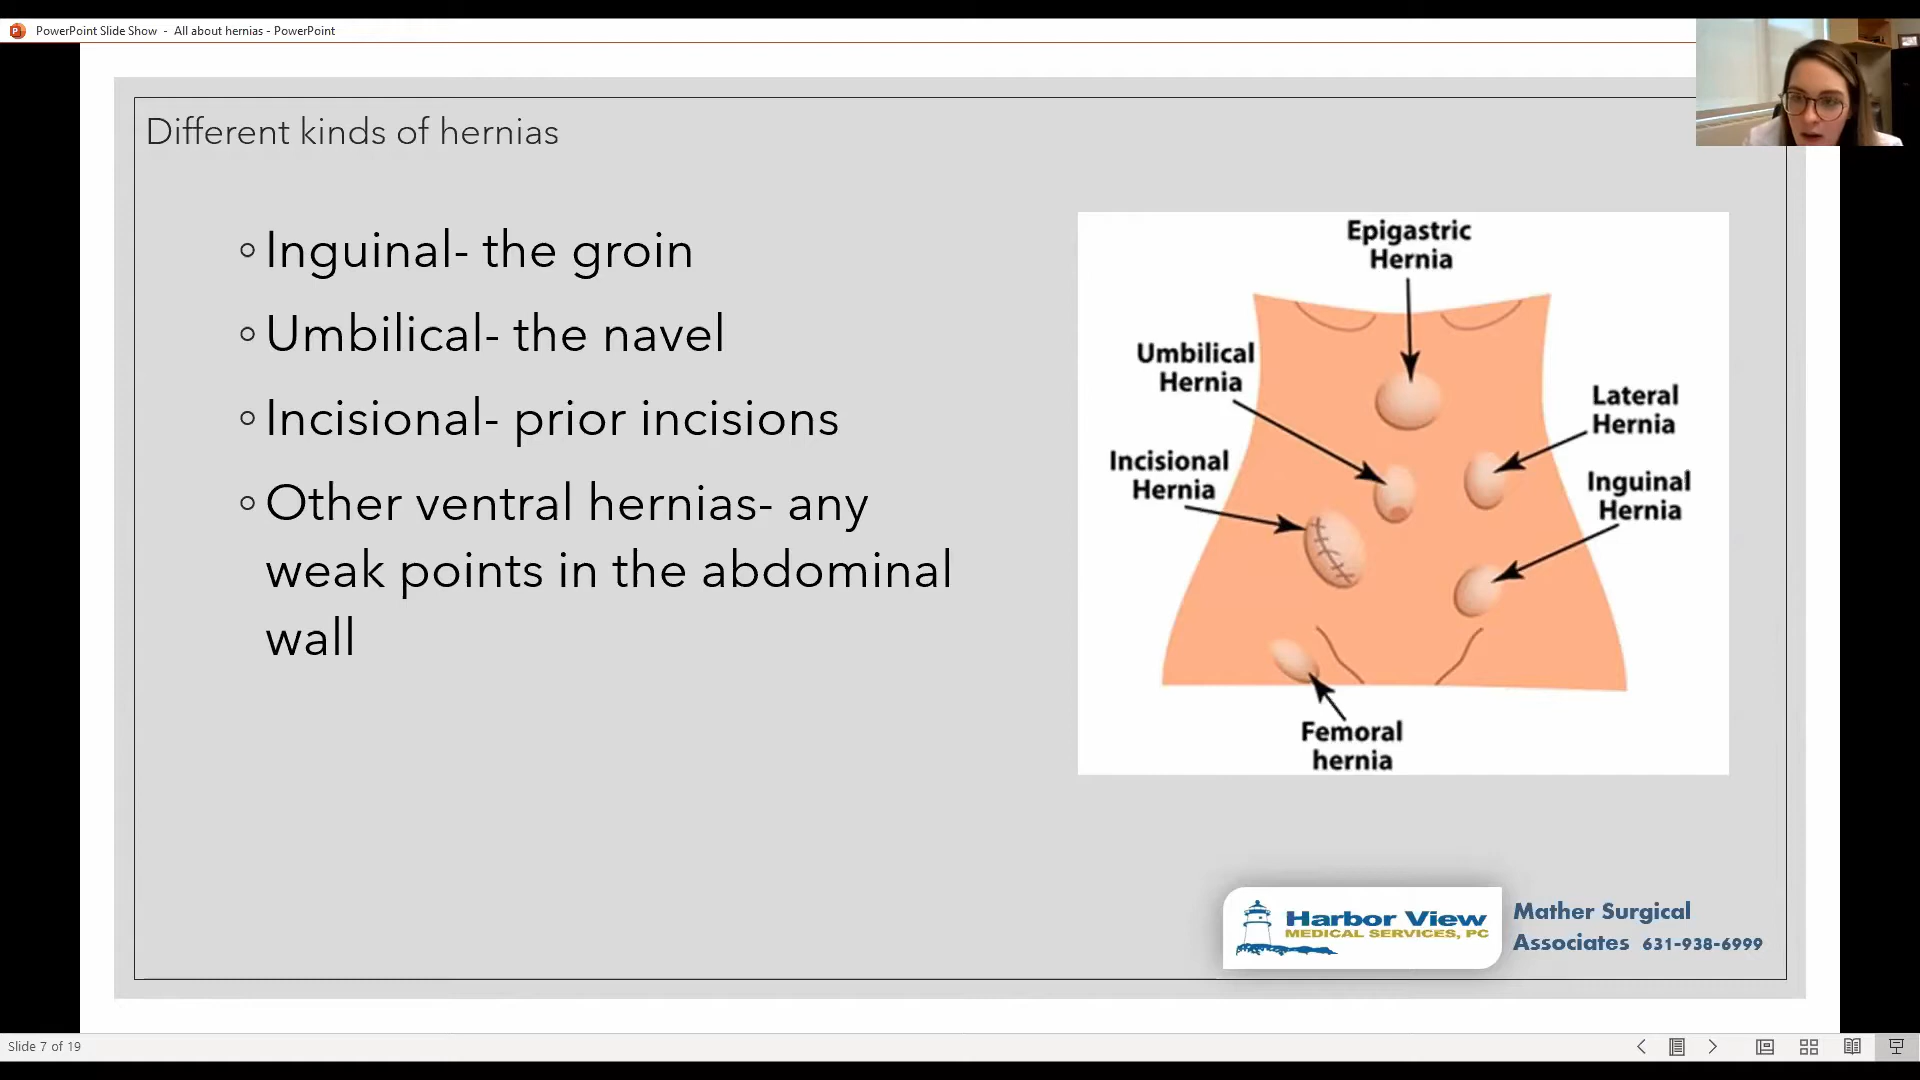 PowerPoint Slide Show - All about hernias - PowerPoint
Different kinds of hernias
Inguinal- the groin
Umbilical- the navel
Incisional- prior incisions
Other ventral hernias- any
weak points in the abdominal
wall
Epigastric
Hernia
Umbilical
Hernia
Lateral
Hernia
Incisional
Hernia
Inguinal
Hernia
Femoral
hernia
Harbor View
MEDICAL SERVICES, PC
Mather Surgical
Associates 631-938-6999
Slide 7 of 19